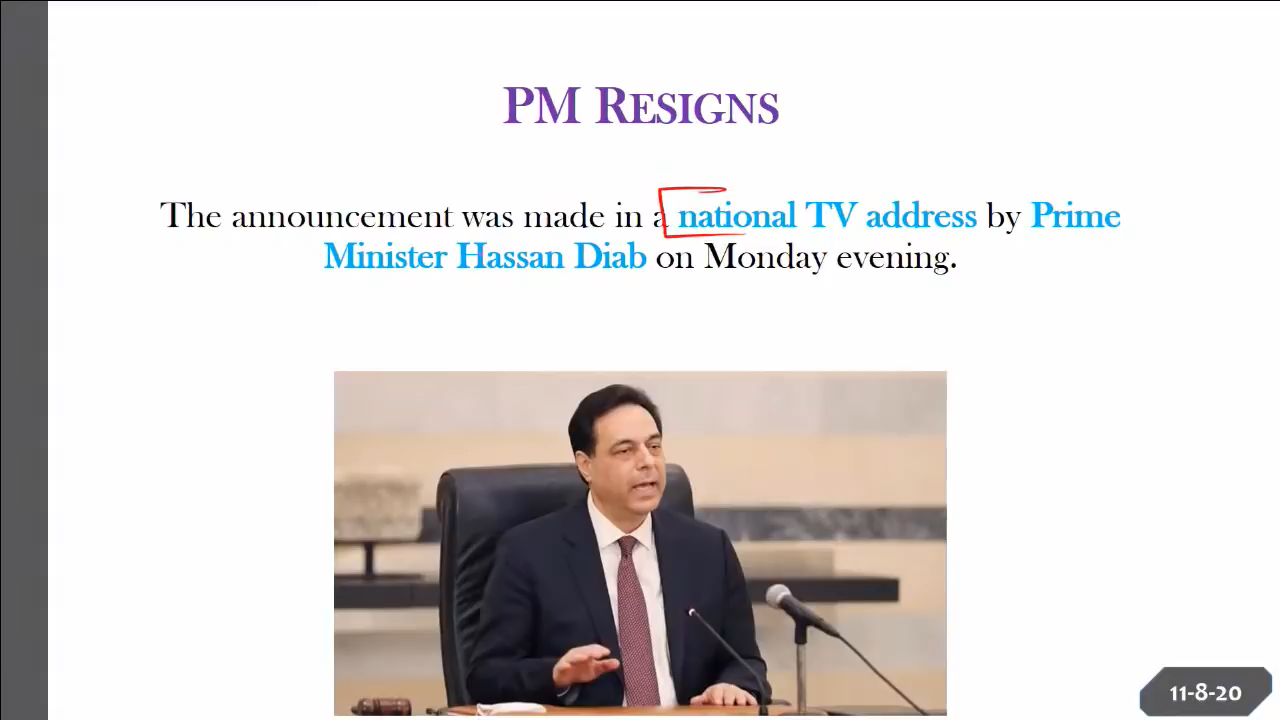 PM RESIGNS
The announcement was made in a national TV address by Prime
Minister Hassan Diab on Monday evening.
11-8-20